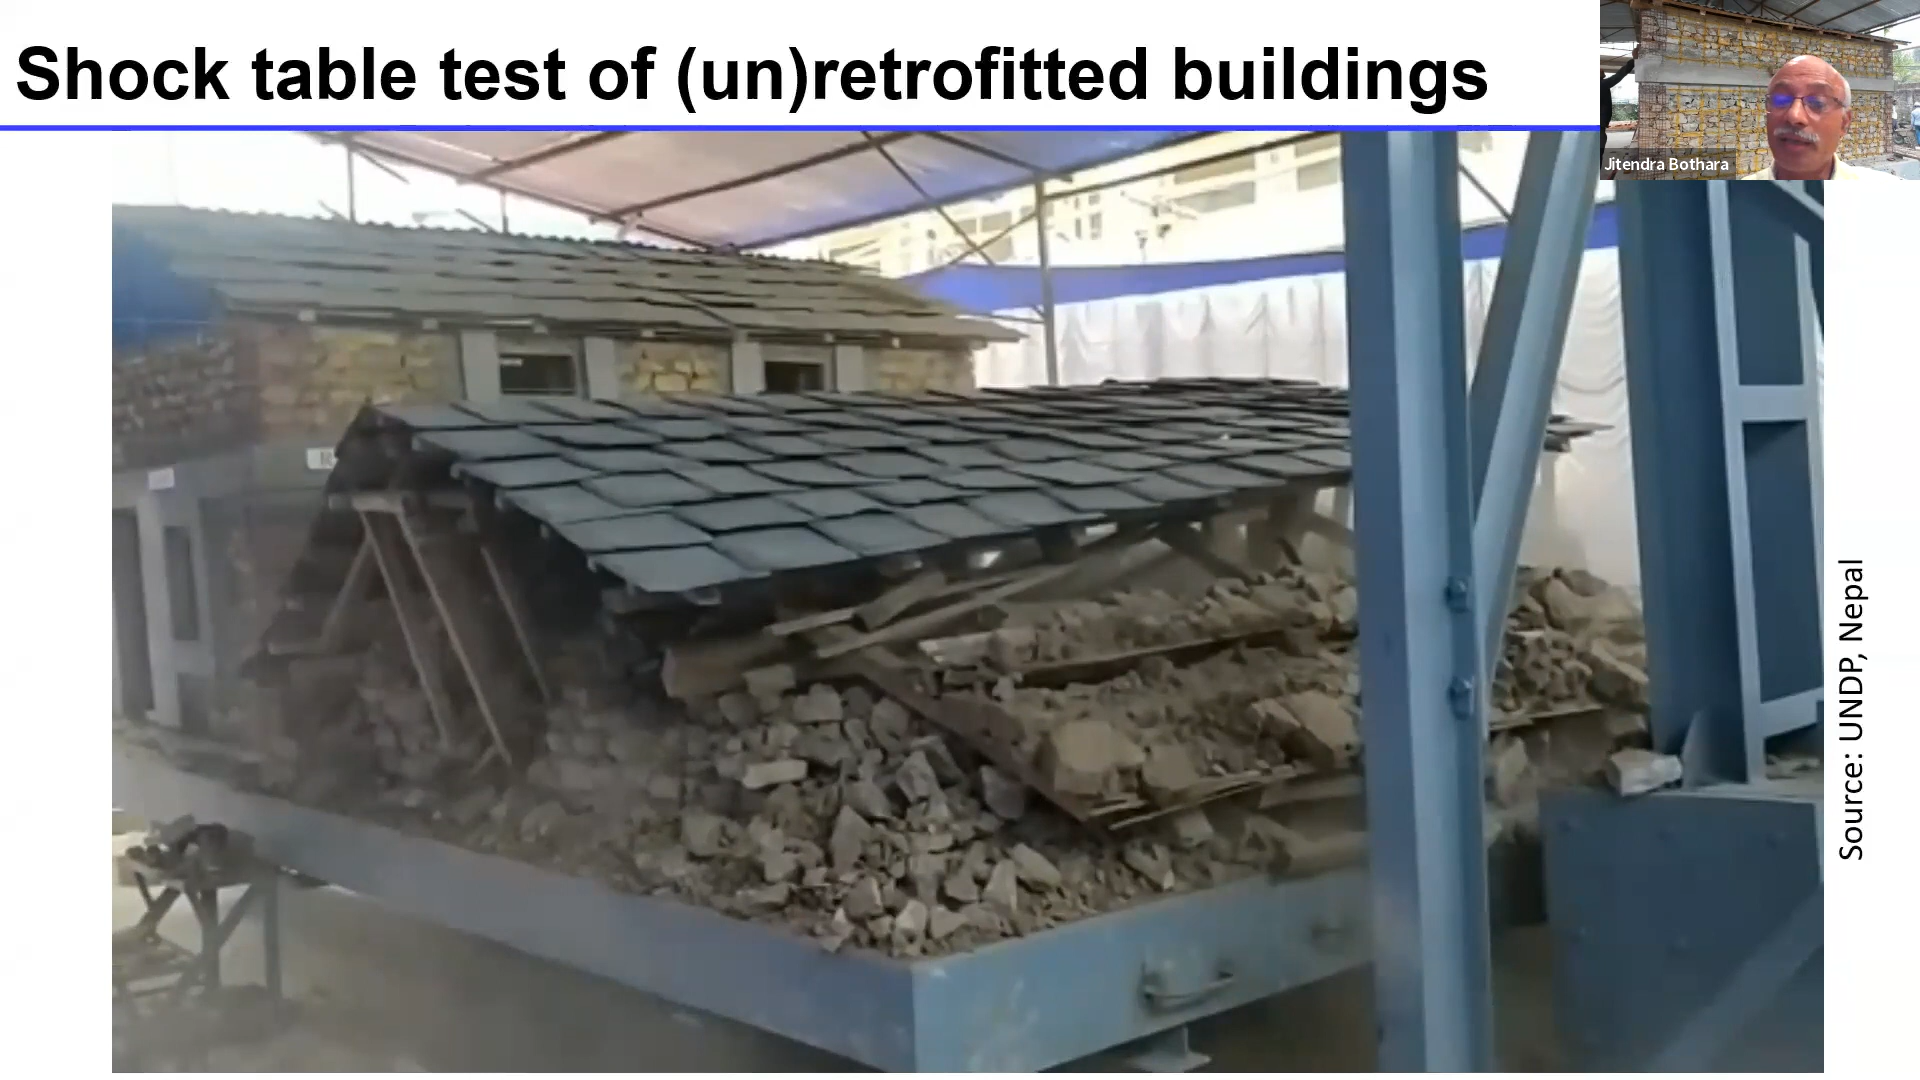 Shock table test of (un)retrofitted buildings
Jitendra Bothara
Source: UNDP, Nepal